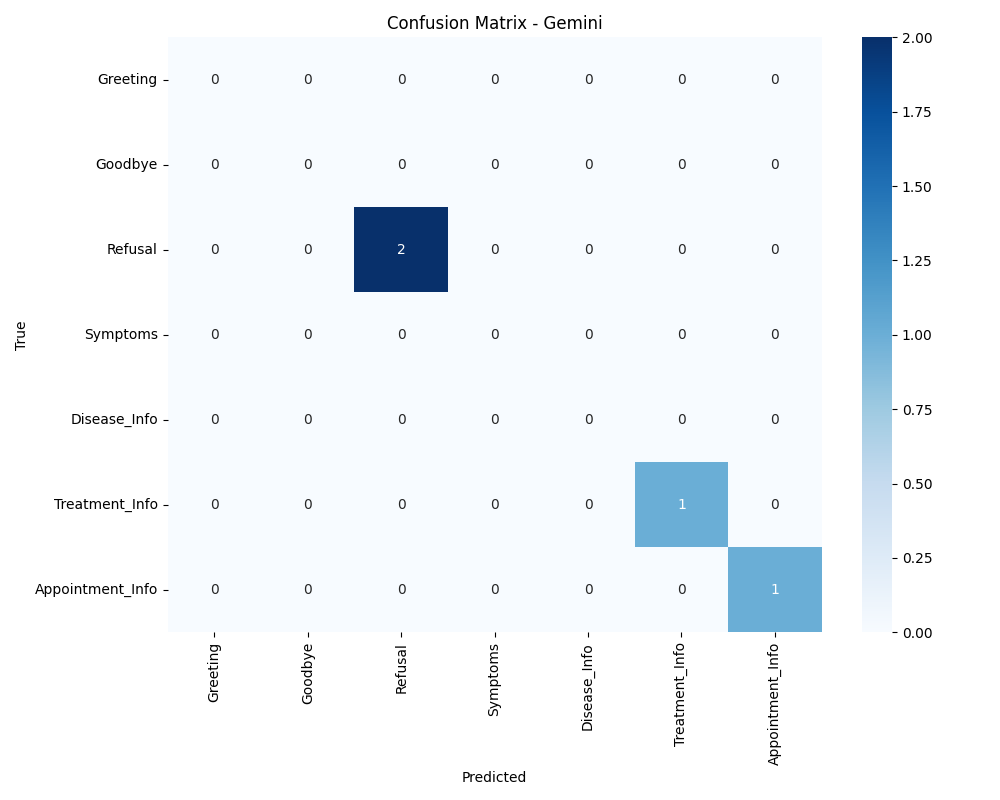 Confusion Matrix - Gemini
Greeting 0 0 0 0 0 0 0
Goodbye 0 0 0 0 0 0 0
Refusal 0 0 2 0 0 0 0
Symptoms 0 0 0 0 0 0 0
Disease_Info 0 0 0 0 0 0 0
Treatment_Info 0 0 0 0 0 1 0
Appointment_Info 0 0 0 0 0 0 1
True
Greeting Goodbye Refusal Symptoms Disease_Info Treatment_Info Appointment_Info
Predicted
2.00
1.75
1.50
1.25
1.00
0.75
0.50
0.25
0.00